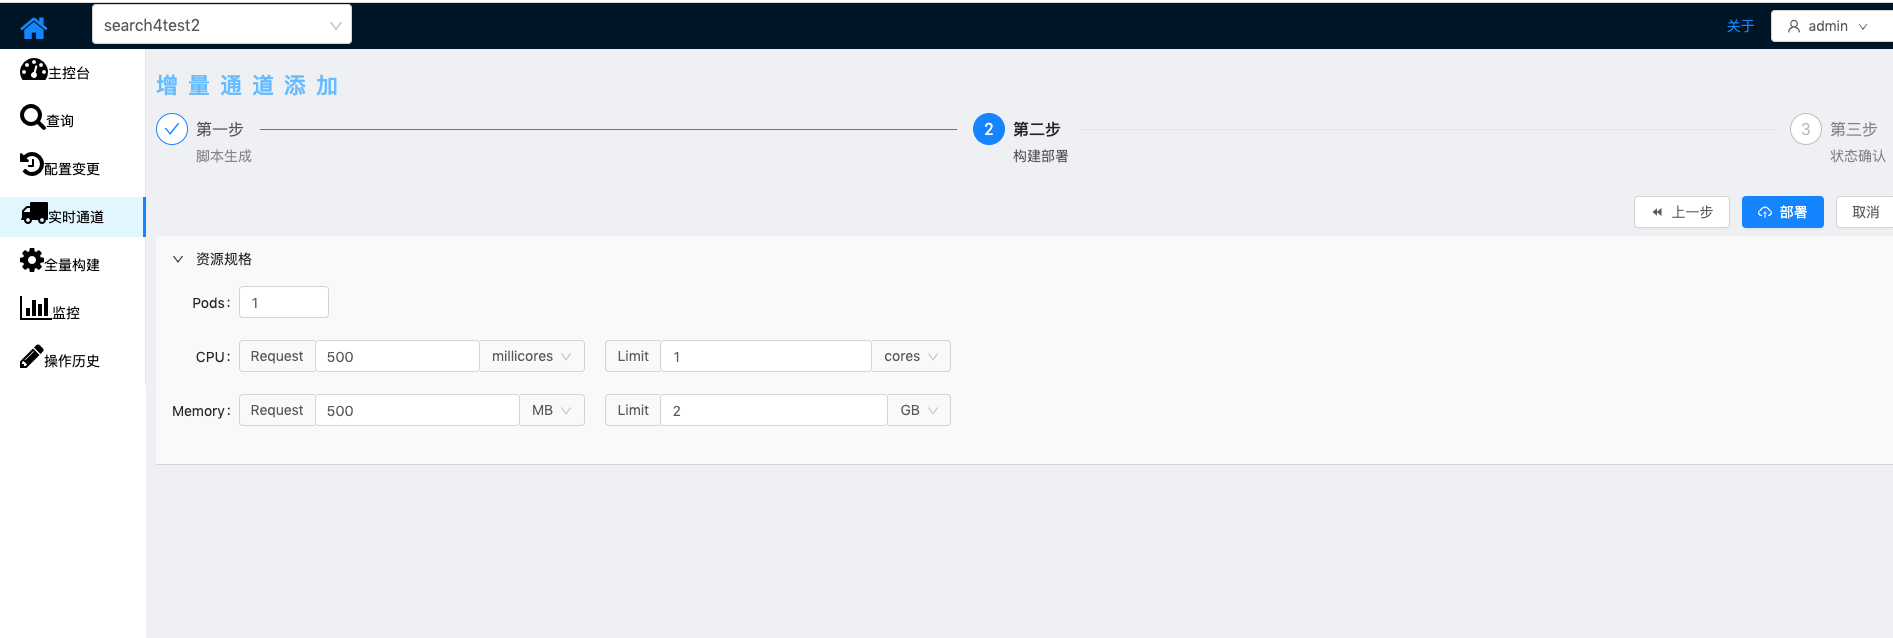 search4test2
关于
admin
主控台
查询
配置变更
实时通道
全量构建
监控
操作历史
增量通道添加
第一步
脚本生成
2 第二步
构建部署
3 第三步
状态确认
上一步
部署
取消
资源规格
Pods: 1
CPU: Request 500 millicores Limit 1 cores
Memory: Request 500 MB Limit 2 GB